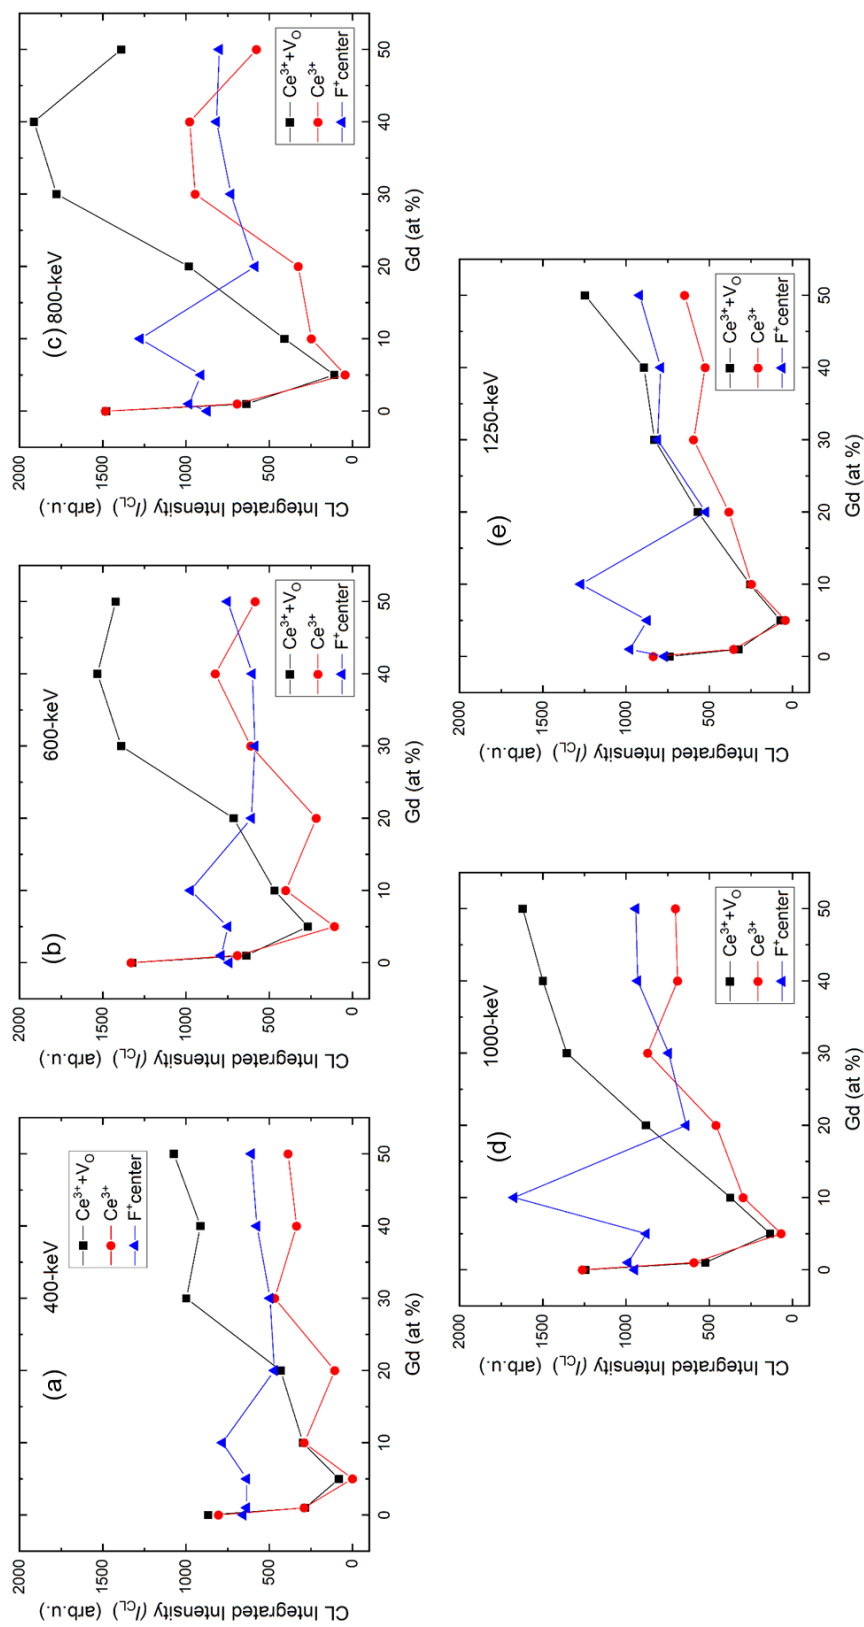 (a)
400-keV
Ce3++VO
Ce3+
F+center
2000
1500
1000
500
0
CL Integrated Intensity (ICL) (arb.u.)
0 10 20 30 40 50
Gd (at %)
(b)
600-keV
Ce3++VO
Ce3+
F+center
2000
1500
1000
500
0
CL Integrated Intensity (ICL) (arb.u.)
0 10 20 30 40 50
Gd (at %)
(c) 800-keV
Ce3++VO
Ce3+
F+center
2000
1500
1000
500
0
CL Integrated Intensity (ICL) (arb.u.)
0 10 20 30 40 50
Gd (at %)
(d)
1000-keV
Ce3++VO
Ce3+
F+center
2000
1500
1000
500
0
CL Integrated Intensity (ICL) (arb.u.)
0 10 20 30 40 50
Gd (at %)
(e)
1250-keV
Ce3++VO
Ce3+
F+center
2000
1500
1000
500
0
CL Integrated Intensity (ICL) (arb.u.)
0 10 20 30 40 50
Gd (at %)